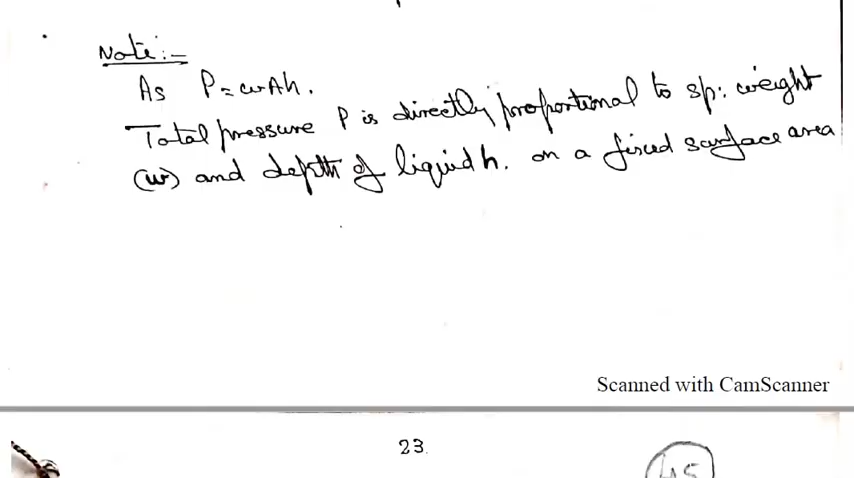 Note:-
As P = wAh.
Total pressure P is directly proportional to sp: weight
(w) and depth of liquid h. on a fixed surface area
Scanned with CamScanner
23.
45